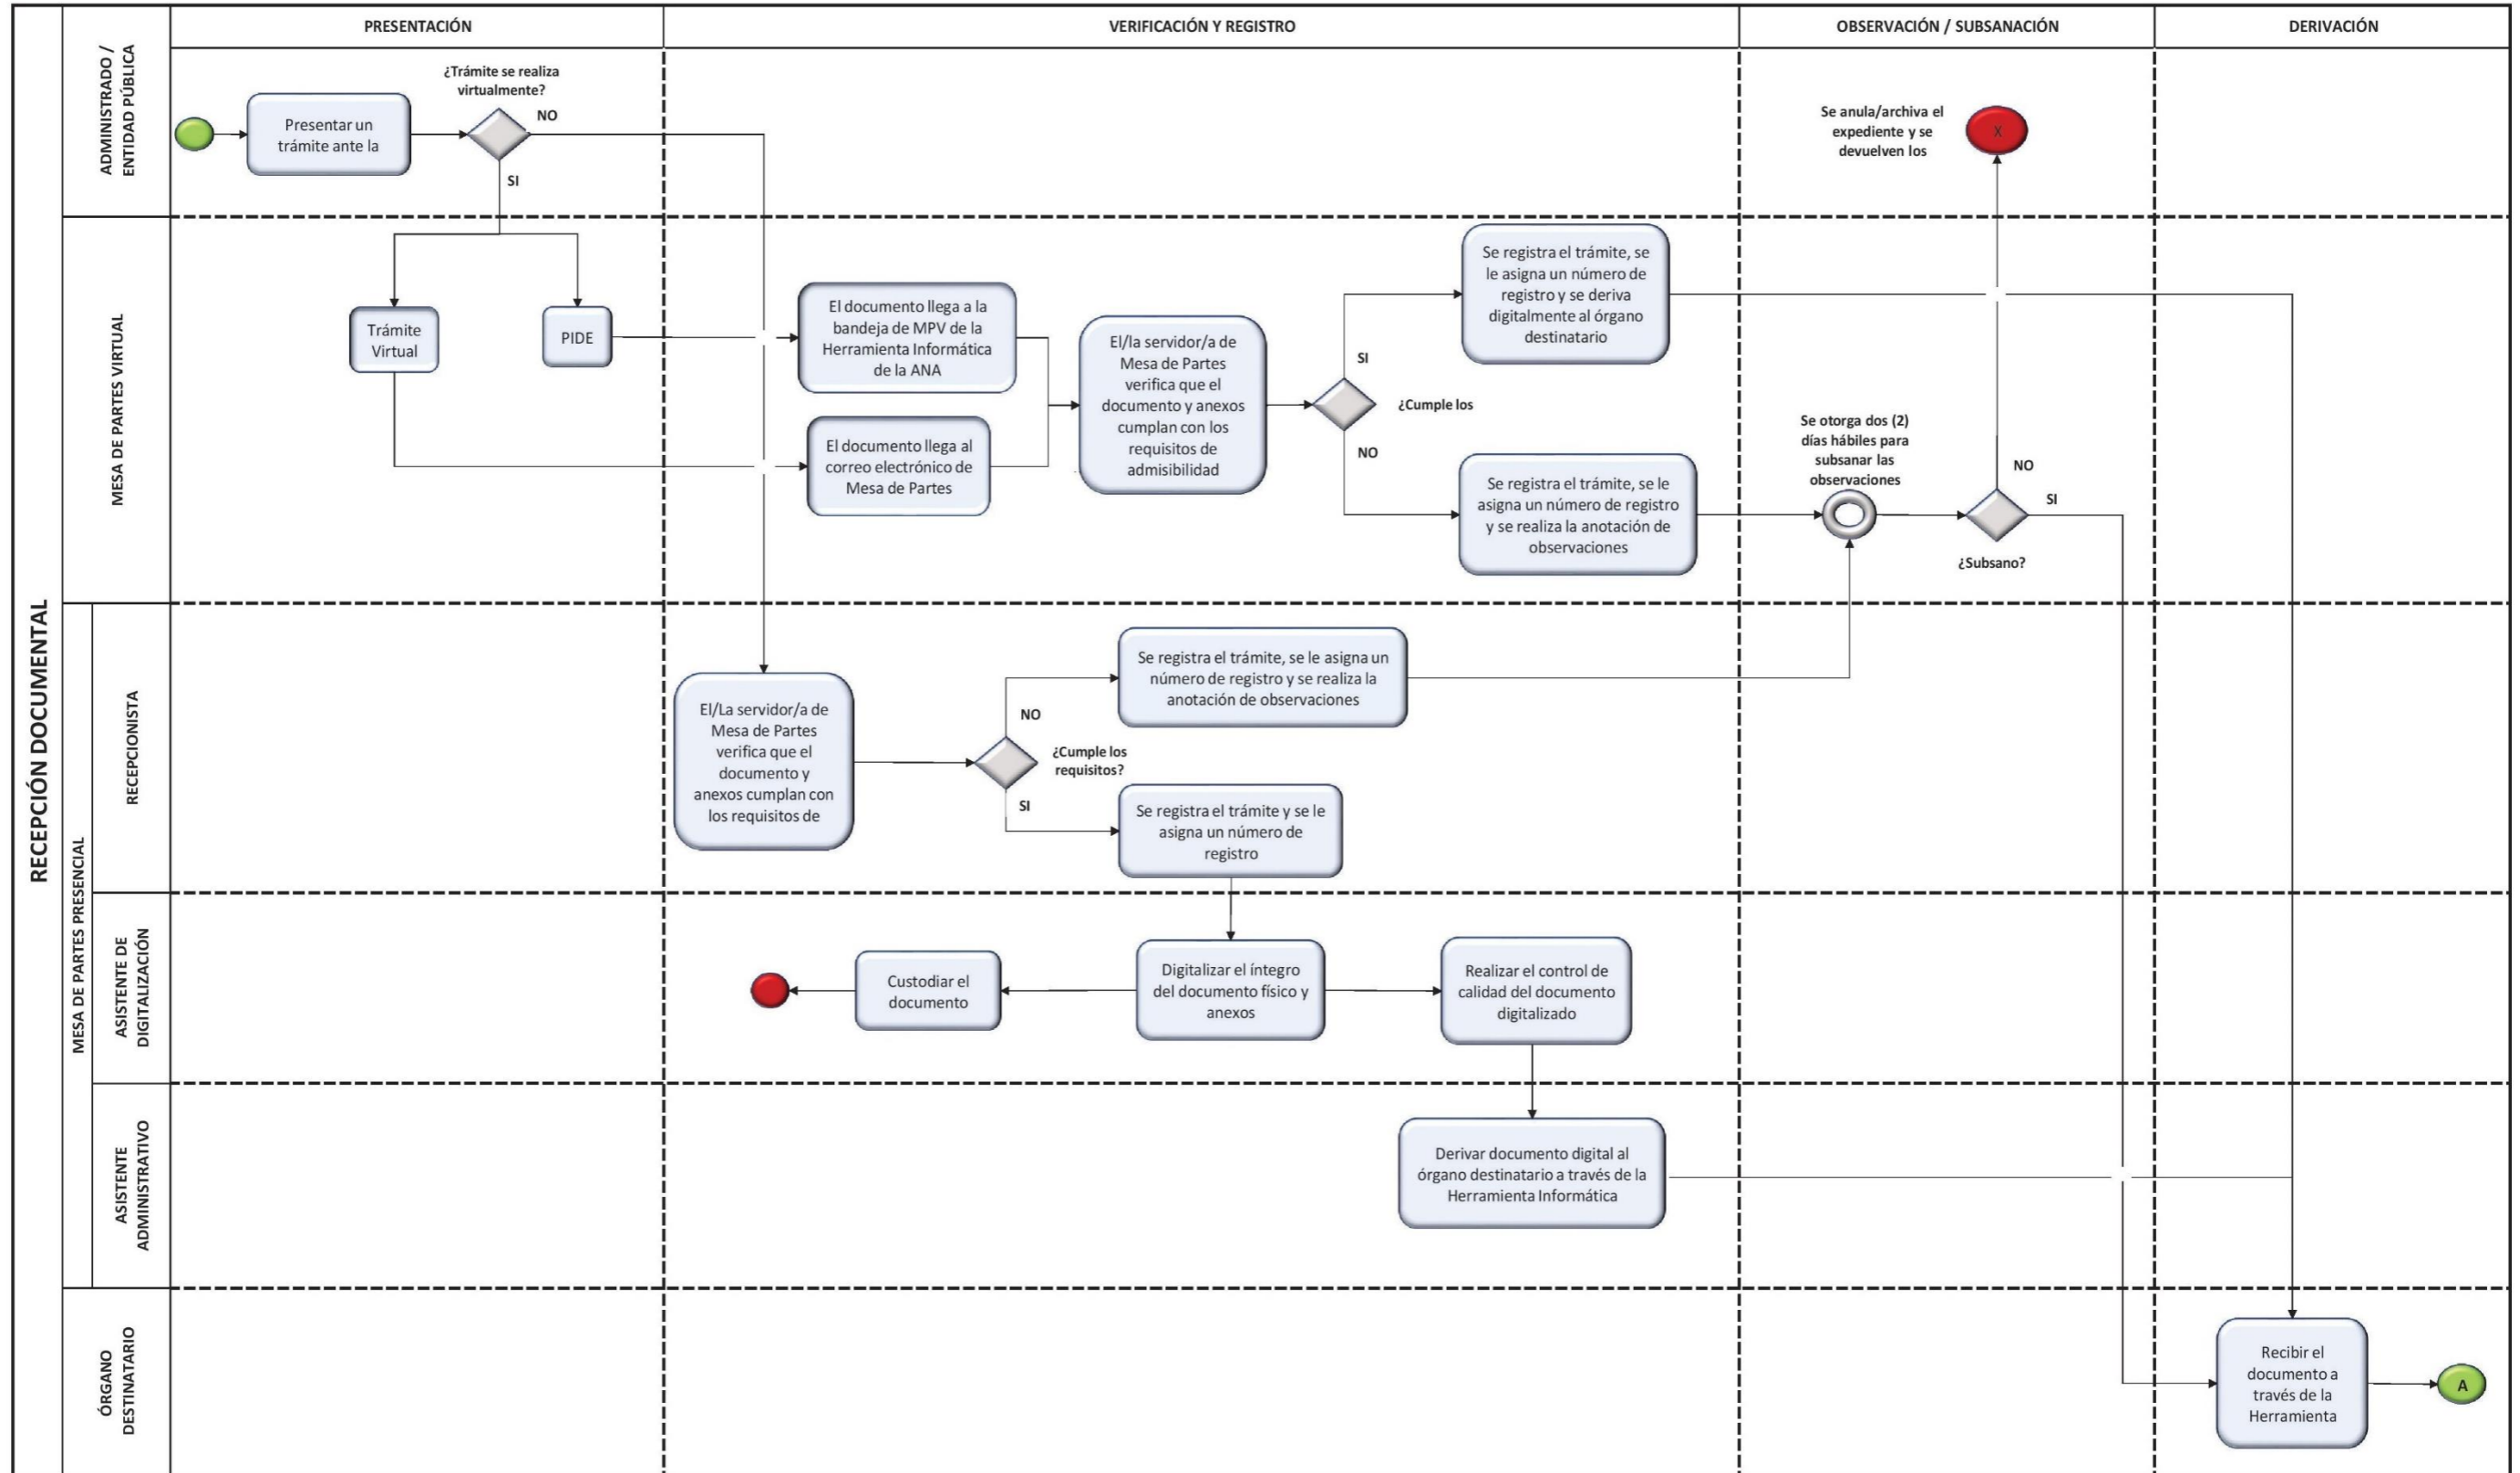 PRESENTACIÓN
VERIFICACIÓN Y REGISTRO
OBSERVACIÓN / SUBSANACIÓN
DERIVACIÓN
RECEPCIÓN DOCUMENTAL
ADMINISTRADO /
ENTIDAD PÚBLICA
Presentar un
trámite ante la
¿Trámite se realiza
virtualmente?
NO
SI
Se anula/archiva el
expediente y se
devuelven los
X
MESA DE PARTES VIRTUAL
Trámite
Virtual
PIDE
El documento llega a la
bandeja de MPV de la
Herramienta Informática
de la ANA
El documento llega al
correo electrónico de
Mesa de Partes
El/la servidor/a de
Mesa de Partes
verifica que el
documento y anexos
cumplan con los
requisitos de
admisibilidad
SI
¿Cumple los
NO
Se registra el trámite, se
le asigna un número de
registro y se deriva
digitalmente al órgano
destinatario
Se registra el trámite, se le
asigna un número de registro
y se realiza la anotación de
observaciones
Se otorga dos (2)
días hábiles para
subsanar las
observaciones
NO
SI
¿Subsano?
MESA DE PARTES PRESENCIAL
RECEPCIONISTA
El/La servidor/a de
Mesa de Partes
verifica que el
documento y
anexos cumplan con
los requisitos de
NO
¿Cumple los
requisitos?
SI
Se registra el trámite, se le asigna un
número de registro y se realiza la
anotación de observaciones
Se registra el trámite y se le
asigna un número de
registro
ASISTENTE DE
DIGITALIZACIÓN
Custodiar el
documento
Digitalizar el íntegro
del documento físico y
anexos
Realizar el control de
calidad del documento
digitalizado
ASISTENTE
ADMINISTRATIVO
Derivar documento digital al
órgano destinatario a través de la
Herramienta Informática
ÓRGANO
DESTINATARIO
Recibir el
documento a
través de la
Herramienta
A